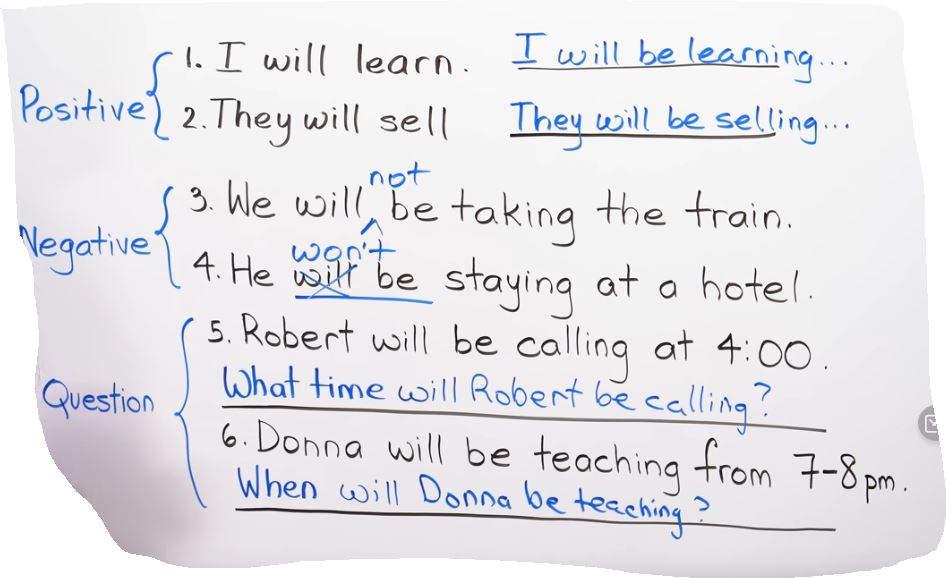 Positive
1. I will learn. I will be learning...
2. They will sell They will be selling...
Negative
not
3. We will be taking the train.
won't
4. He will be staying at a hotel.
Question
5. Robert will be calling at 4:00.
What time will Robert be calling?
6. Donna will be teaching from 7-8pm.
When will Donna be teaching?